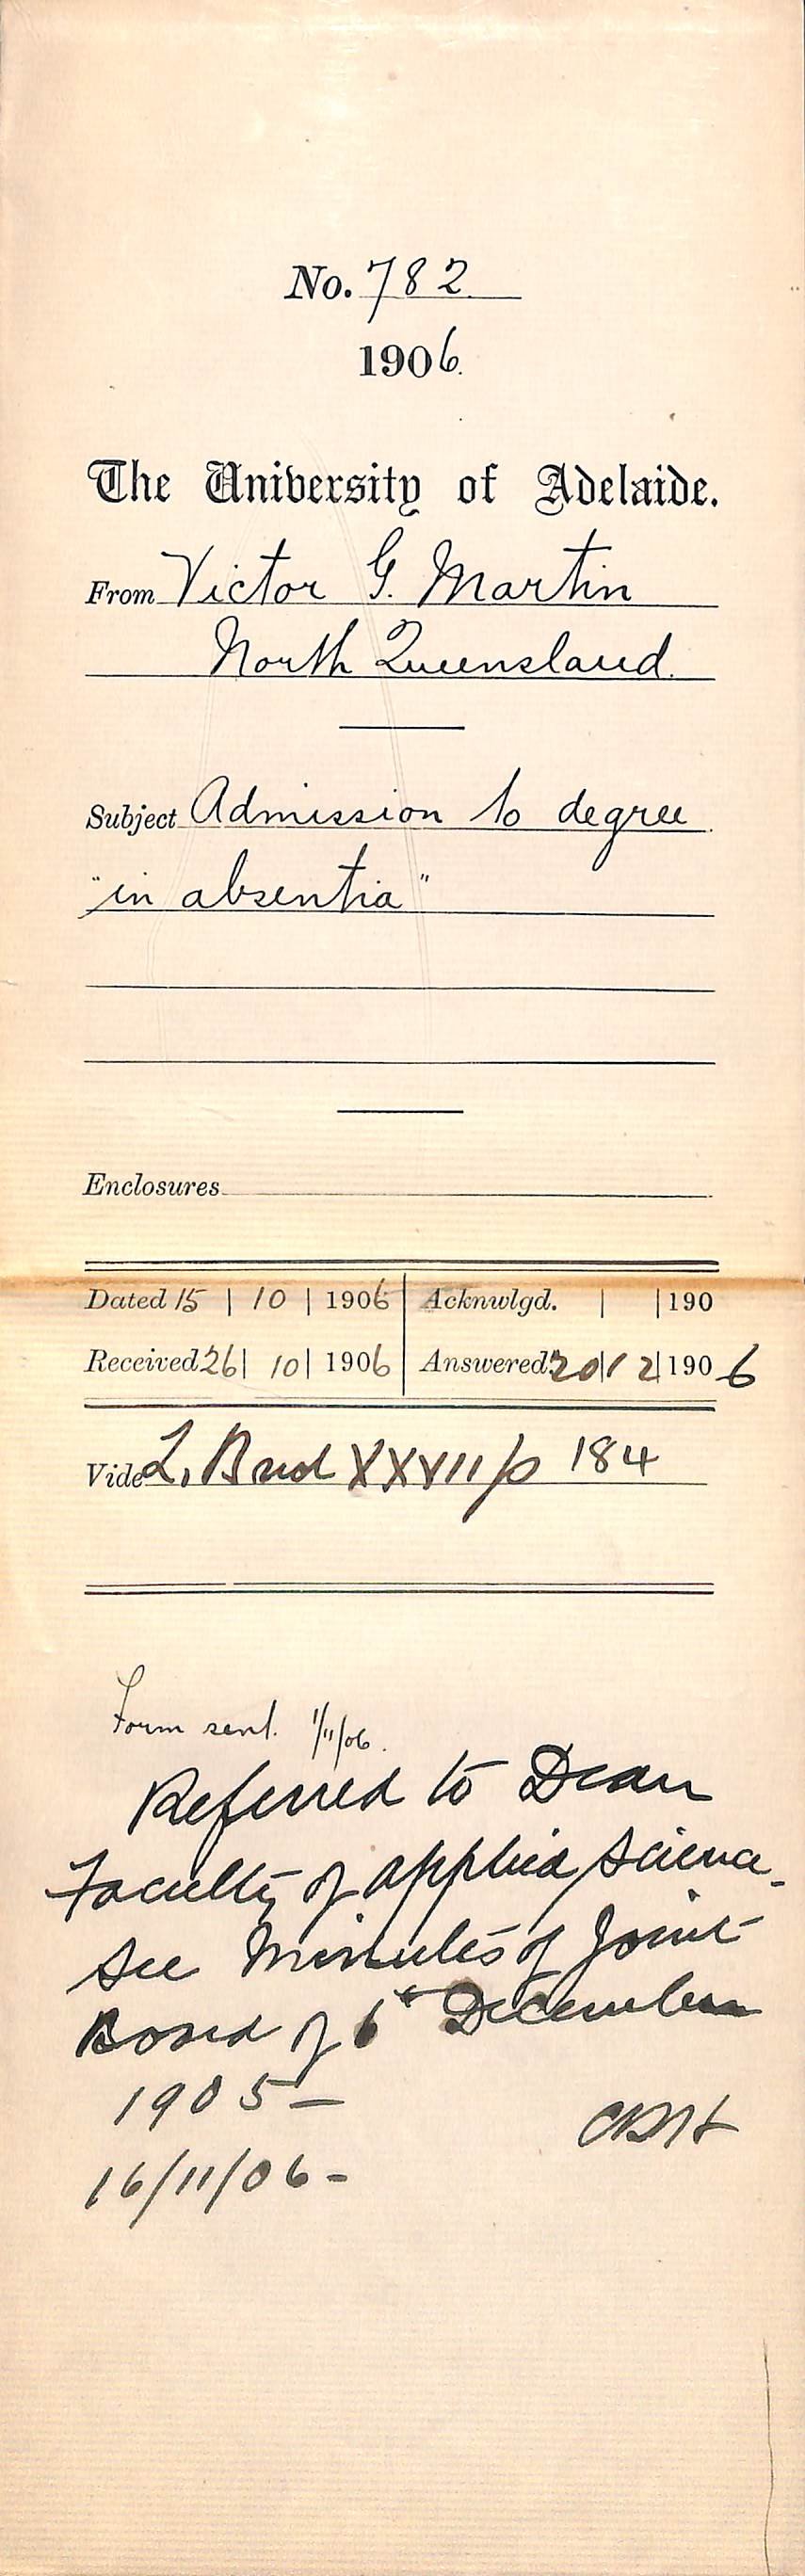 No. 782
1906.
The University of Adelaide.
From Victor G. Martin
North Queensland.
Subject Admission to degree
"in absentia"
Enclosures
Dated 15 | 10 | 1906 Acknwlgd. | | 190
Received 26 | 10 | 1906 Answered 20 | 12 | 1906
Vide L. XXVII p 184
Form sent. 1/11/06.
Referred to Dean
Faculty of applied Science.
See Minutes of Joint
Board of 6th December
1905 -
16/11/06 -